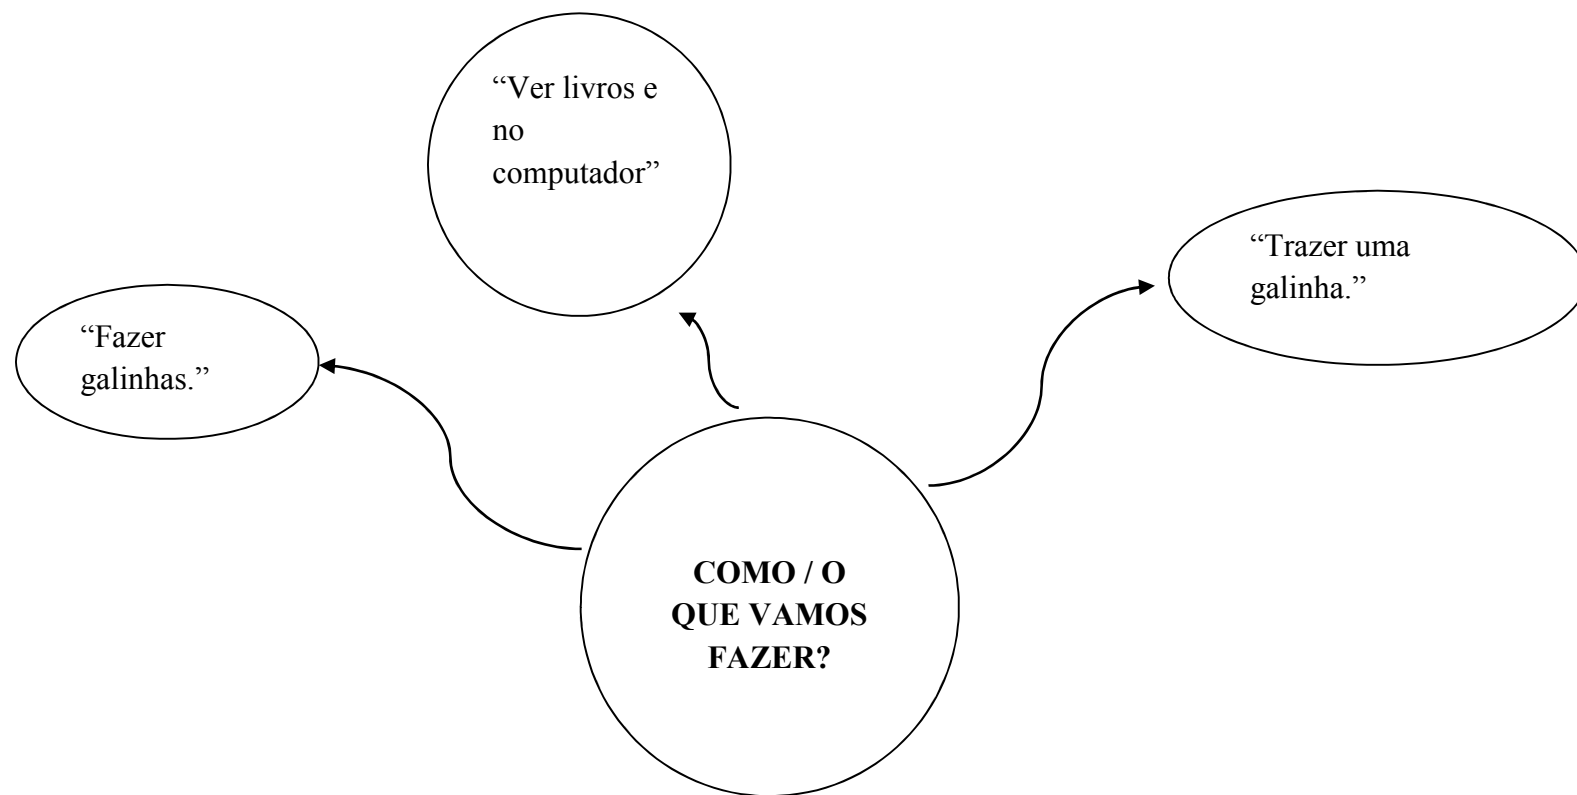 “Ver livros e
no
computador”
“Trazer uma
galinha.”
“Fazer
galinhas.”
COMO / O
QUE VAMOS
FAZER?